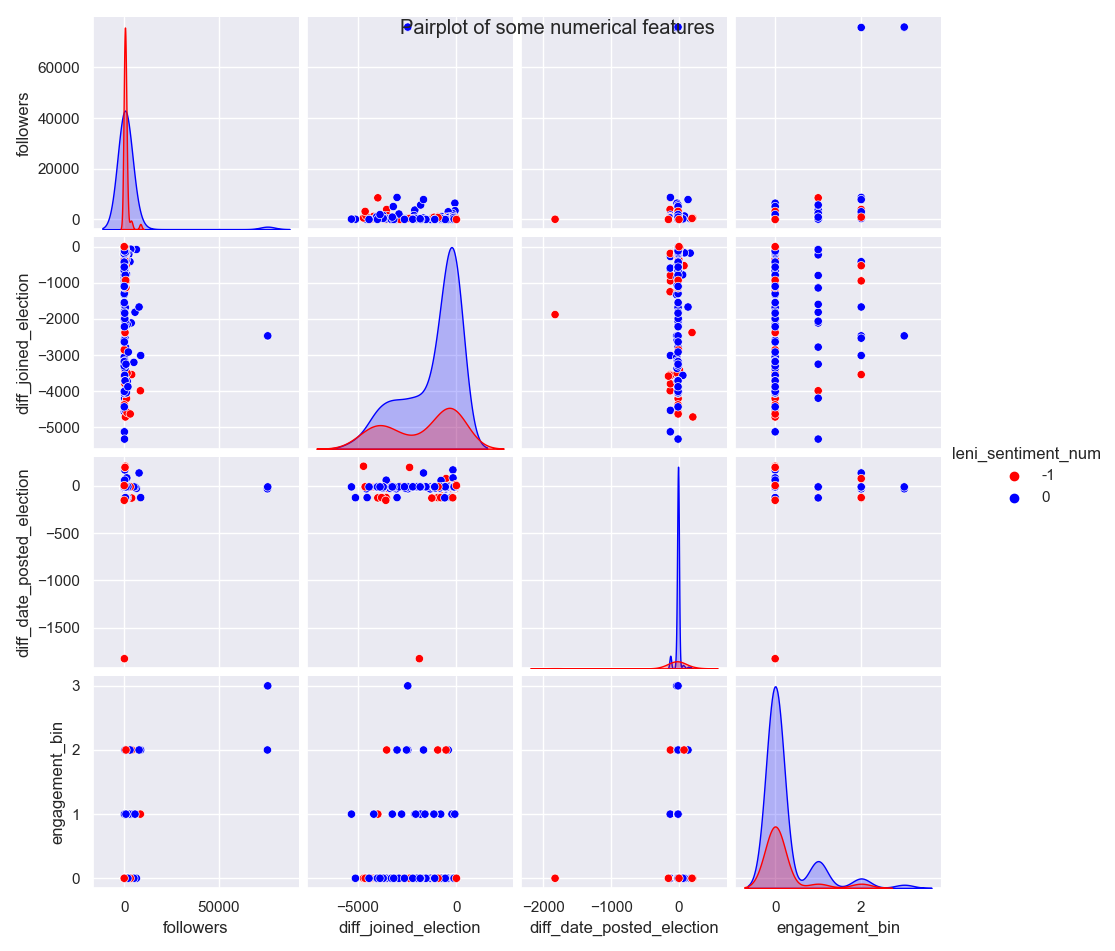 Pairplot of some numerical features
followers
60000
40000
20000
0
diff_joined_election
0
−1000
−2000
−3000
−4000
−5000
diff_date_posted_election
0
−500
−1000
−1500
engagement_bin
3
2
1
0
0 50000
followers
−5000 0
diff_joined_election
−2000 −1000 0
diff_date_posted_election
0 2
engagement_bin
leni_sentiment_num
-1
0